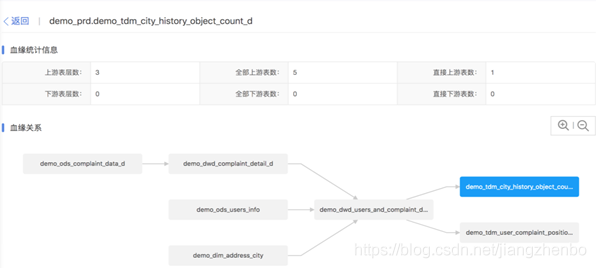 返回 demo_prd.demo_tdm_city_history_object_count_d
血缘统计信息
上游表层数： 3 全部上游表数： 5 直接上游表数： 1
下游表层数： 0 全部下游表数： 0 直接下游表数： 0
血缘关系
demo_ods_complaint_data_d
demo_dwd_complaint_detail_d
demo_tdm_city_history_object_cou...
demo_ods_users_info
demo_dwd_users_and_complaint_d...
demo_tdm_user_complaint_positio...
demo_dim_address_city
https://blog.csdn.net/jiangzhenbo